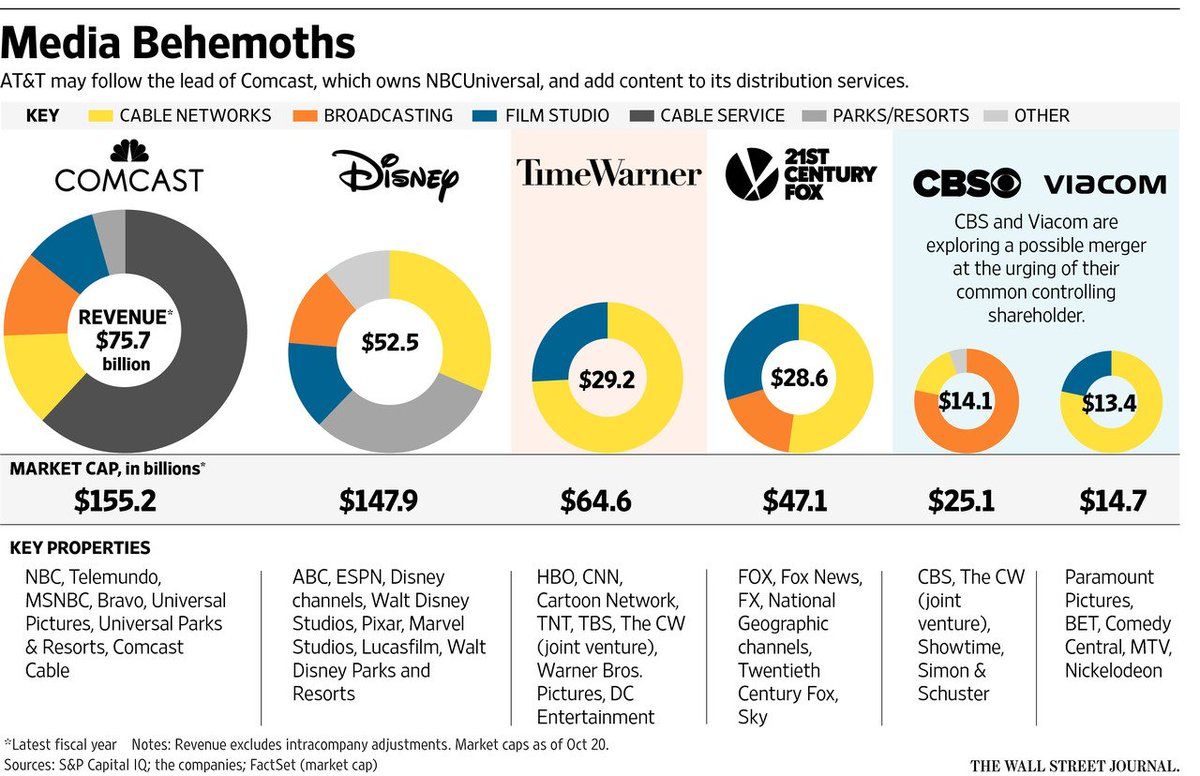 Media Behemoths
AT&T may follow the lead of Comcast, which owns NBCUniversal, and add content to its distribution services.
KEY CABLE NETWORKS BROADCASTING FILM STUDIO CABLE SERVICE PARKS/RESORTS OTHER
COMCAST
Disney
TimeWarner
21ST
CENTURY
FOX
CBS
VIACOM
CBS and Viacom are
exploring a possible merger
at the urging of their
common controlling
shareholder.
REVENUE*
$75.7
billion
$52.5
$29.2
$28.6
$14.1
$13.4
MARKET CAP, in billions*
$155.2
$147.9
$64.6
$47.1
$25.1
$14.7
KEY PROPERTIES
NBC, Telemundo,
MSNBC, Bravo, Universal
Pictures, Universal Parks
& Resorts, Comcast
Cable
ABC, ESPN, Disney
channels, Walt Disney
Studios, Pixar, Marvel
Studios, Lucasfilm, Walt
Disney Parks and
Resorts
HBO, CNN,
Cartoon Network,
TNT, TBS, The CW
(joint venture),
Warner Bros.
Pictures, DC
Entertainment
FOX, Fox News,
FX, National
Geographic
channels,
Twentieth
Century Fox,
Sky
CBS, The CW
(joint
venture),
Showtime,
Simon &
Schuster
Paramount
Pictures,
BET, Comedy
Central, MTV,
Nickelodeon
*Latest fiscal year Notes: Revenue excludes intracompany adjustments. Market caps as of Oct 20.
Sources: S&P Capital IQ; the companies; FactSet (market cap)
THE WALL STREET JOURNAL.